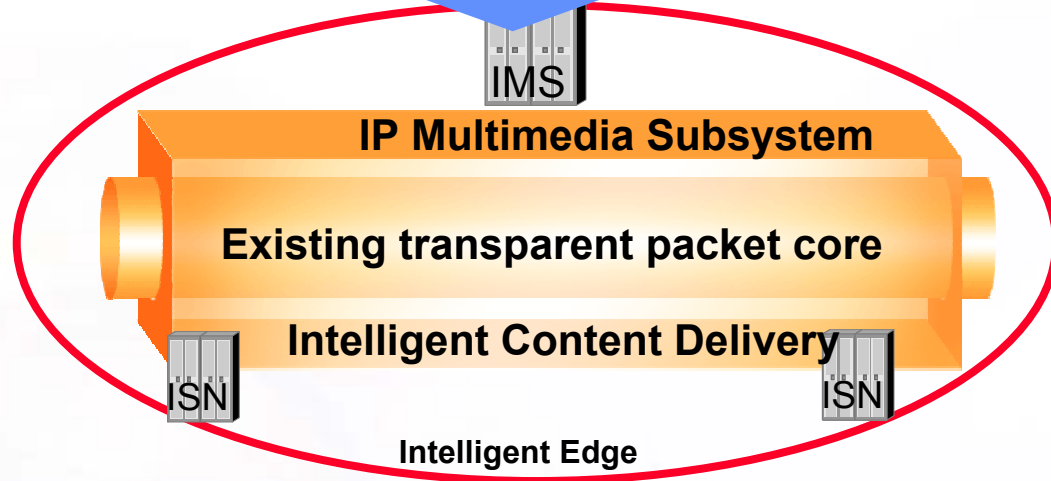 IMS
IP Multimedia Subsystem
Existing transparent packet core
Intelligent Content Delivery
ISN
ISN
Intelligent Edge